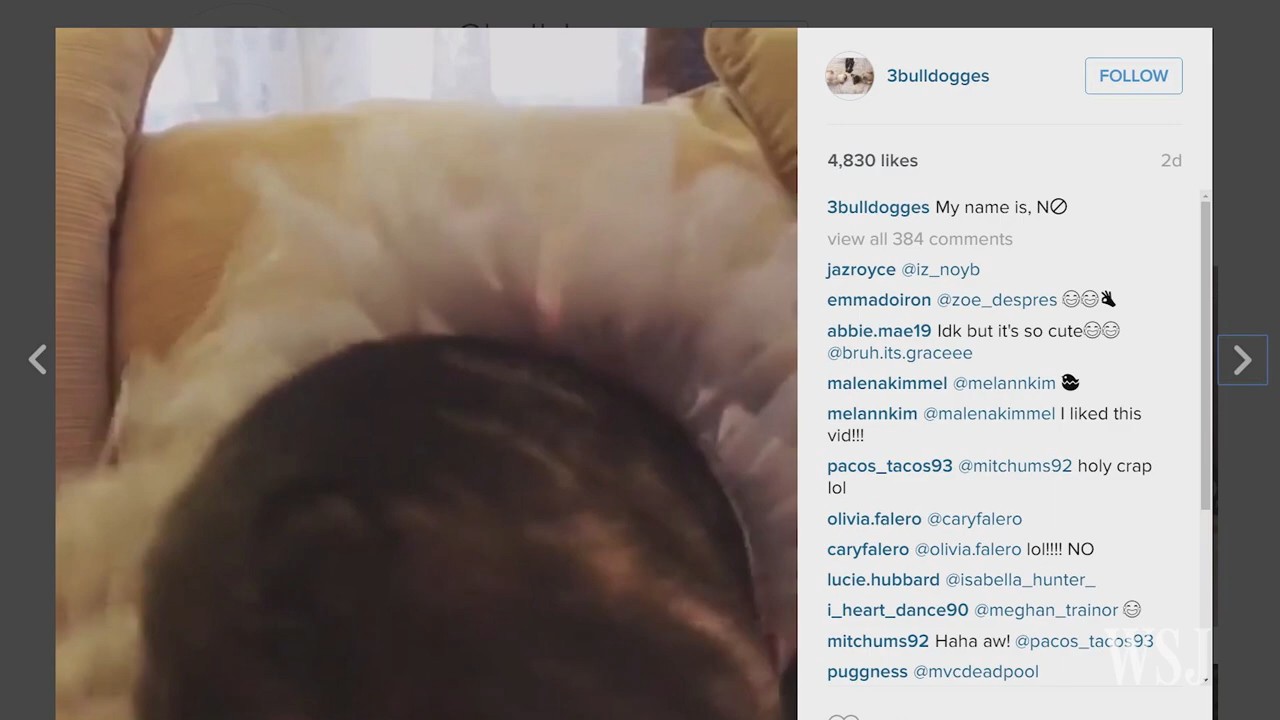 3bulldogges
FOLLOW
4,830 likes
2d
3bulldogges My name is, N🚫
view all 384 comments
jazroyce @iz_noyb
emmadoiron @zoe_despres 😂😂👌
abbie.mae19 Idk but it's so cute😂😂
@bruh.its.graceee
malenakimmel @melannkim
melannkim @malenakimmel I liked this
vid!!!
pacos_tacos93 @mitchums92 holy crap
lol
olivia.falero @caryfalero
caryfalero @olivia.falero lol!!!! NO
lucie.hubbard @isabella_hunter_
i_heart_dance90 @meghan_trainor 😂
mitchums92 Haha aw! @pacos_tacos93
puggness @mvcdeadpool
WSJ